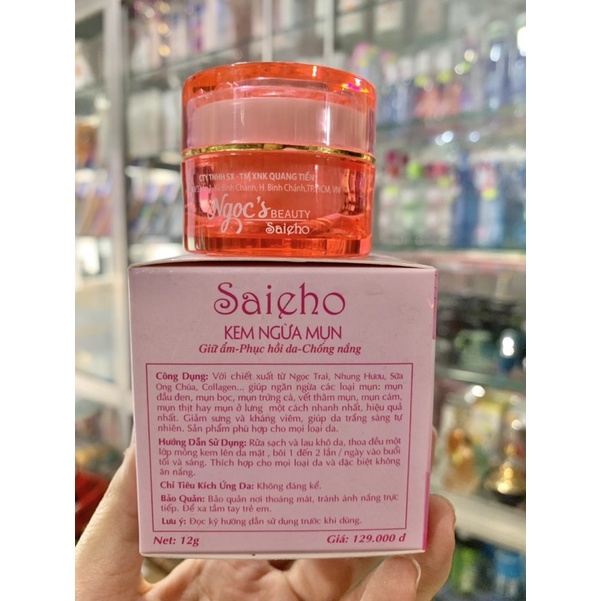 CTY TNHH SX - TM XNK QUANG TIẾN
Bình Chánh, H. Bình Chánh, TP.HCM, VN
Ngọc's BEAUTY
Saieho
Saieho
KEM NGỪA MỤN
Giữ ẩm-Phục hồi da-Chống nắng
Công Dụng: Với chiết xuất từ Ngọc Trai, Nhung Hươu, Sữa
Ong Chúa, Collagen... giúp ngăn ngừa các loại mụn: mụn
đầu đen, mụn bọc, mụn trứng cá, vết thâm mụn, mụn cám,
mụn thịt hay mụn ở lưng một cách nhanh nhất, hiệu quả
nhất. Giảm sưng và kháng viêm, giúp da trắng sáng tự
nhiên. Sản phẩm phù hợp cho mọi loại da.
Hướng Dẫn Sử Dụng: Rửa sạch và lau khô da, thoa đều một
lớp mỏng kem lên da mặt , bôi 1 đến 2 lần / ngày vào buổi
tối và sáng. Thích hợp cho mọi loại da và đặc biệt không
ăn nắng.
Chỉ Tiêu Kích Ứng Da: Không đáng kể.
Bảo Quản: Bảo quản nơi thoáng mát, tránh ánh nắng trực
tiếp. Để xa tầm tay trẻ em.
Lưu ý: Đọc kỹ hướng dẫn sử dụng trước khi dùng.
Net: 12g Giá: 129.000 đ